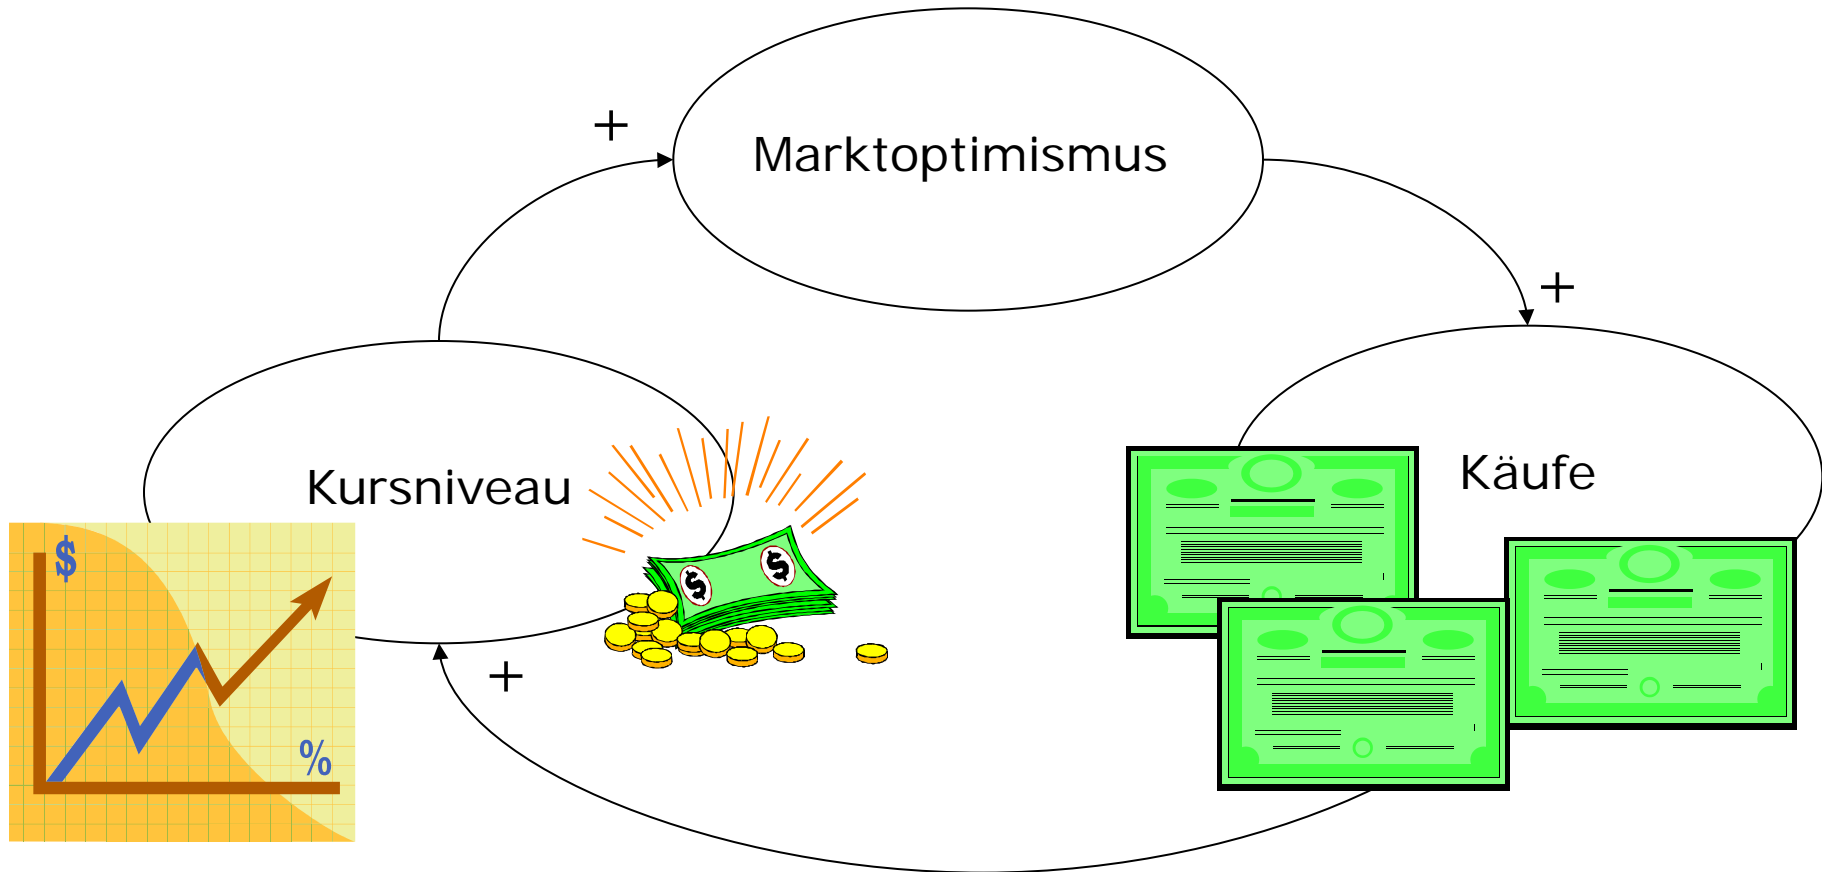 +
Marktoptimismus
+
Kursniveau
Käufe
$
$
$
+
%